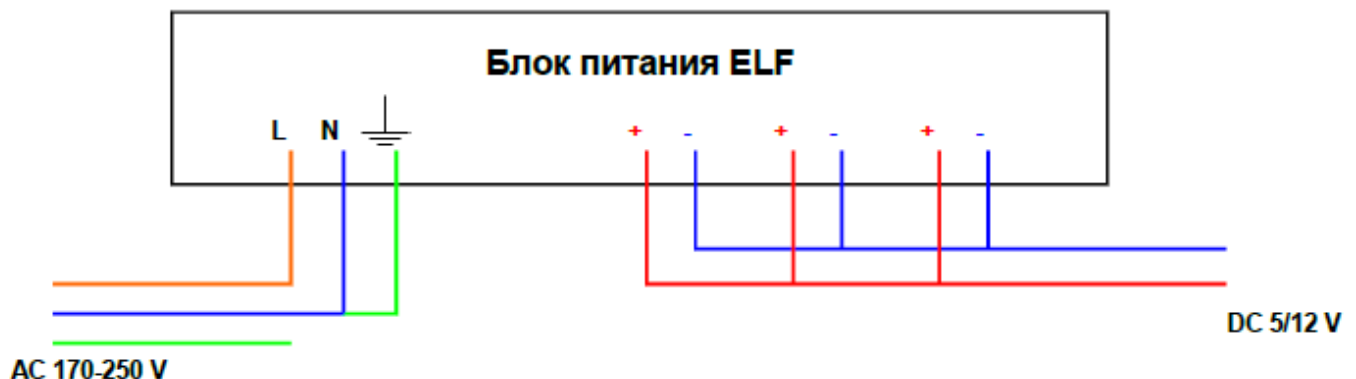 Блок питания ELF
L N + - + - + -
DC 5/12 V
AC 170-250 V